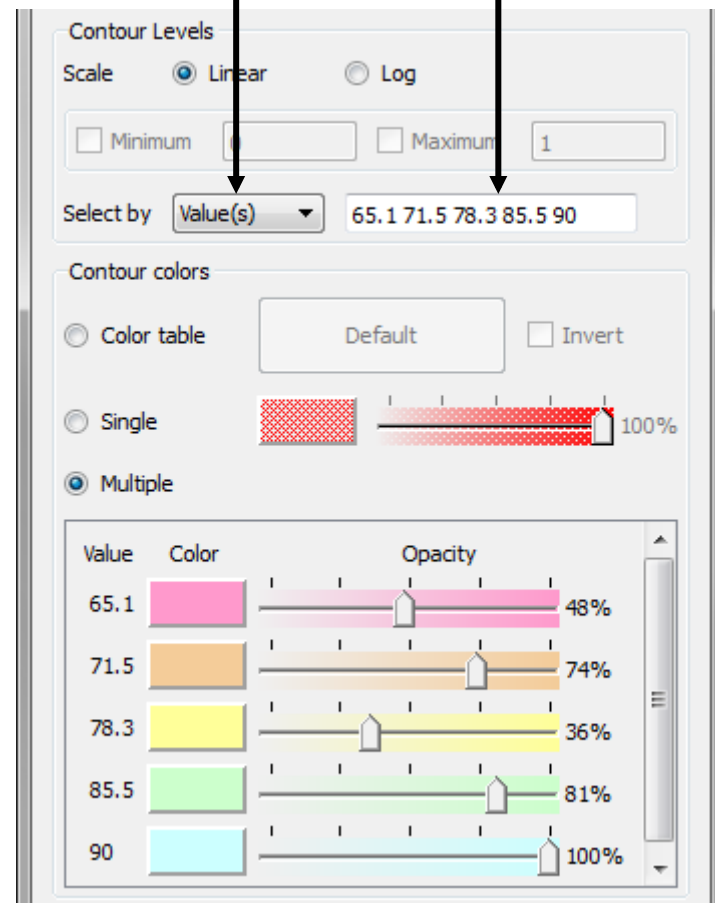 Contour Levels
Scale Linear Log
Minimum 0 Maximum 1
Select by Value(s) 65.1 71.5 78.3 85.5 90
Contour colors
Color table Default Invert
Single 100%
Multiple
Value Color Opacity
65.1 48%
71.5 74%
78.3 36%
85.5 81%
90 100%